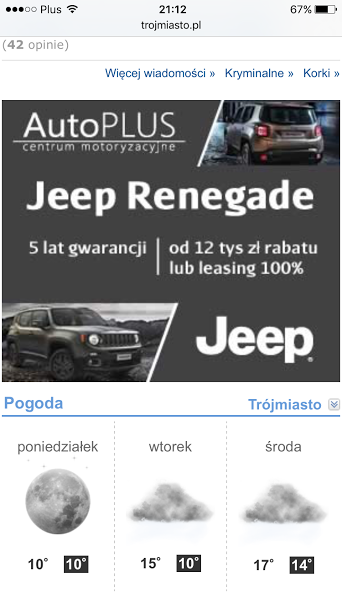 Plus 21:12 67%
trojmiasto.pl
(42 opinie)
Więcej wiadomości » Kryminalne » Korki »
AutoPLUS
centrum motoryzacyjne
Jeep Renegade
5 lat gwarancji od 12 tys zł rabatu
lub leasing 100%
Jeep
Pogoda Trójmiasto
poniedziałek wtorek środa
10° 10° 15° 10° 17° 14°